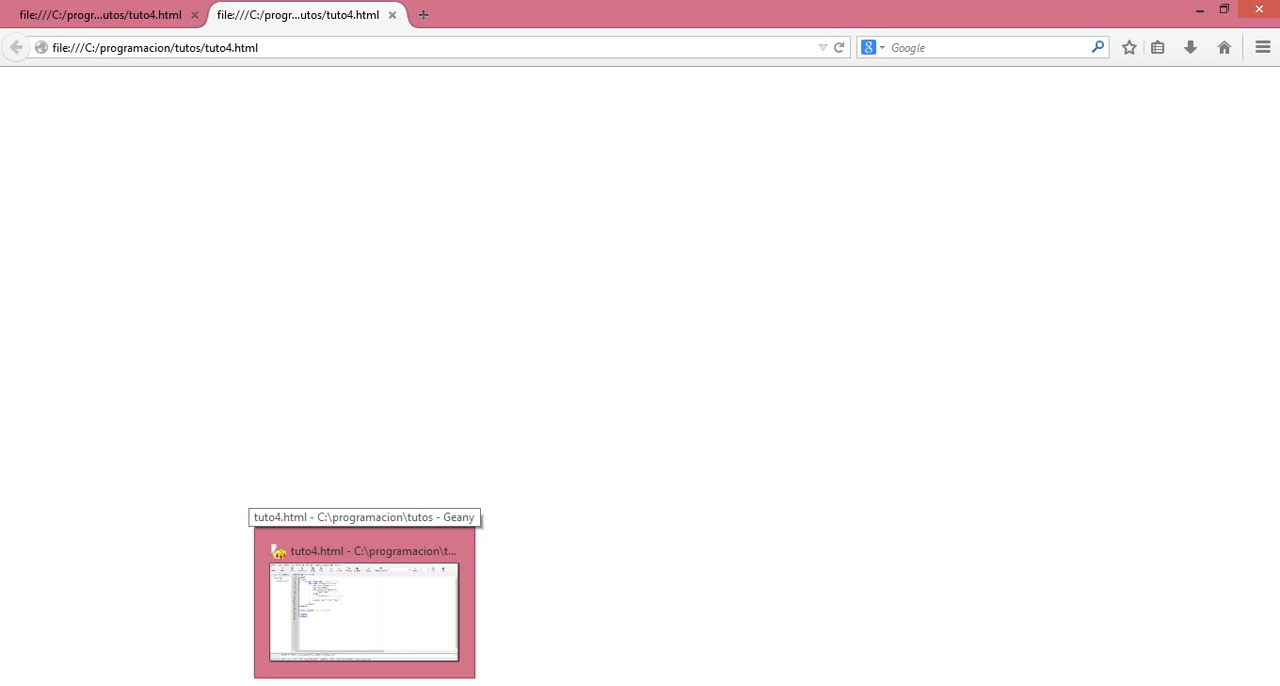 file:///C:/progr...utos/tuto4.html
file:///C:/progr...utos/tuto4.html
file:///C:/programacion/tutos/tuto4.html
8
Google
tuto4.html - C:\programacion\tutos - Geany
tuto4.html - C:\programacion\t...